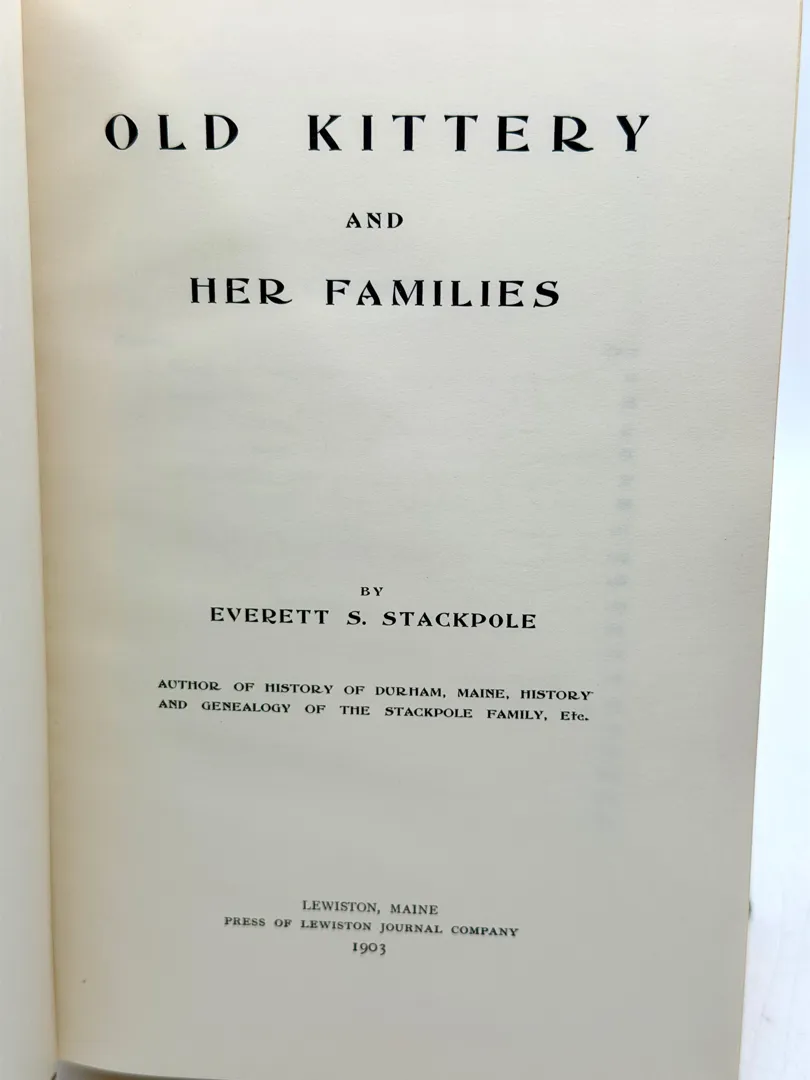 OLD KITTERY
AND
HER FAMILIES
BY
EVERETT S. STACKPOLE
AUTHOR OF HISTORY OF DURHAM, MAINE, HISTORY
AND GENEALOGY OF THE STACKPOLE FAMILY, Etc.
LEWISTON, MAINE
PRESS OF LEWISTON JOURNAL COMPANY
1903